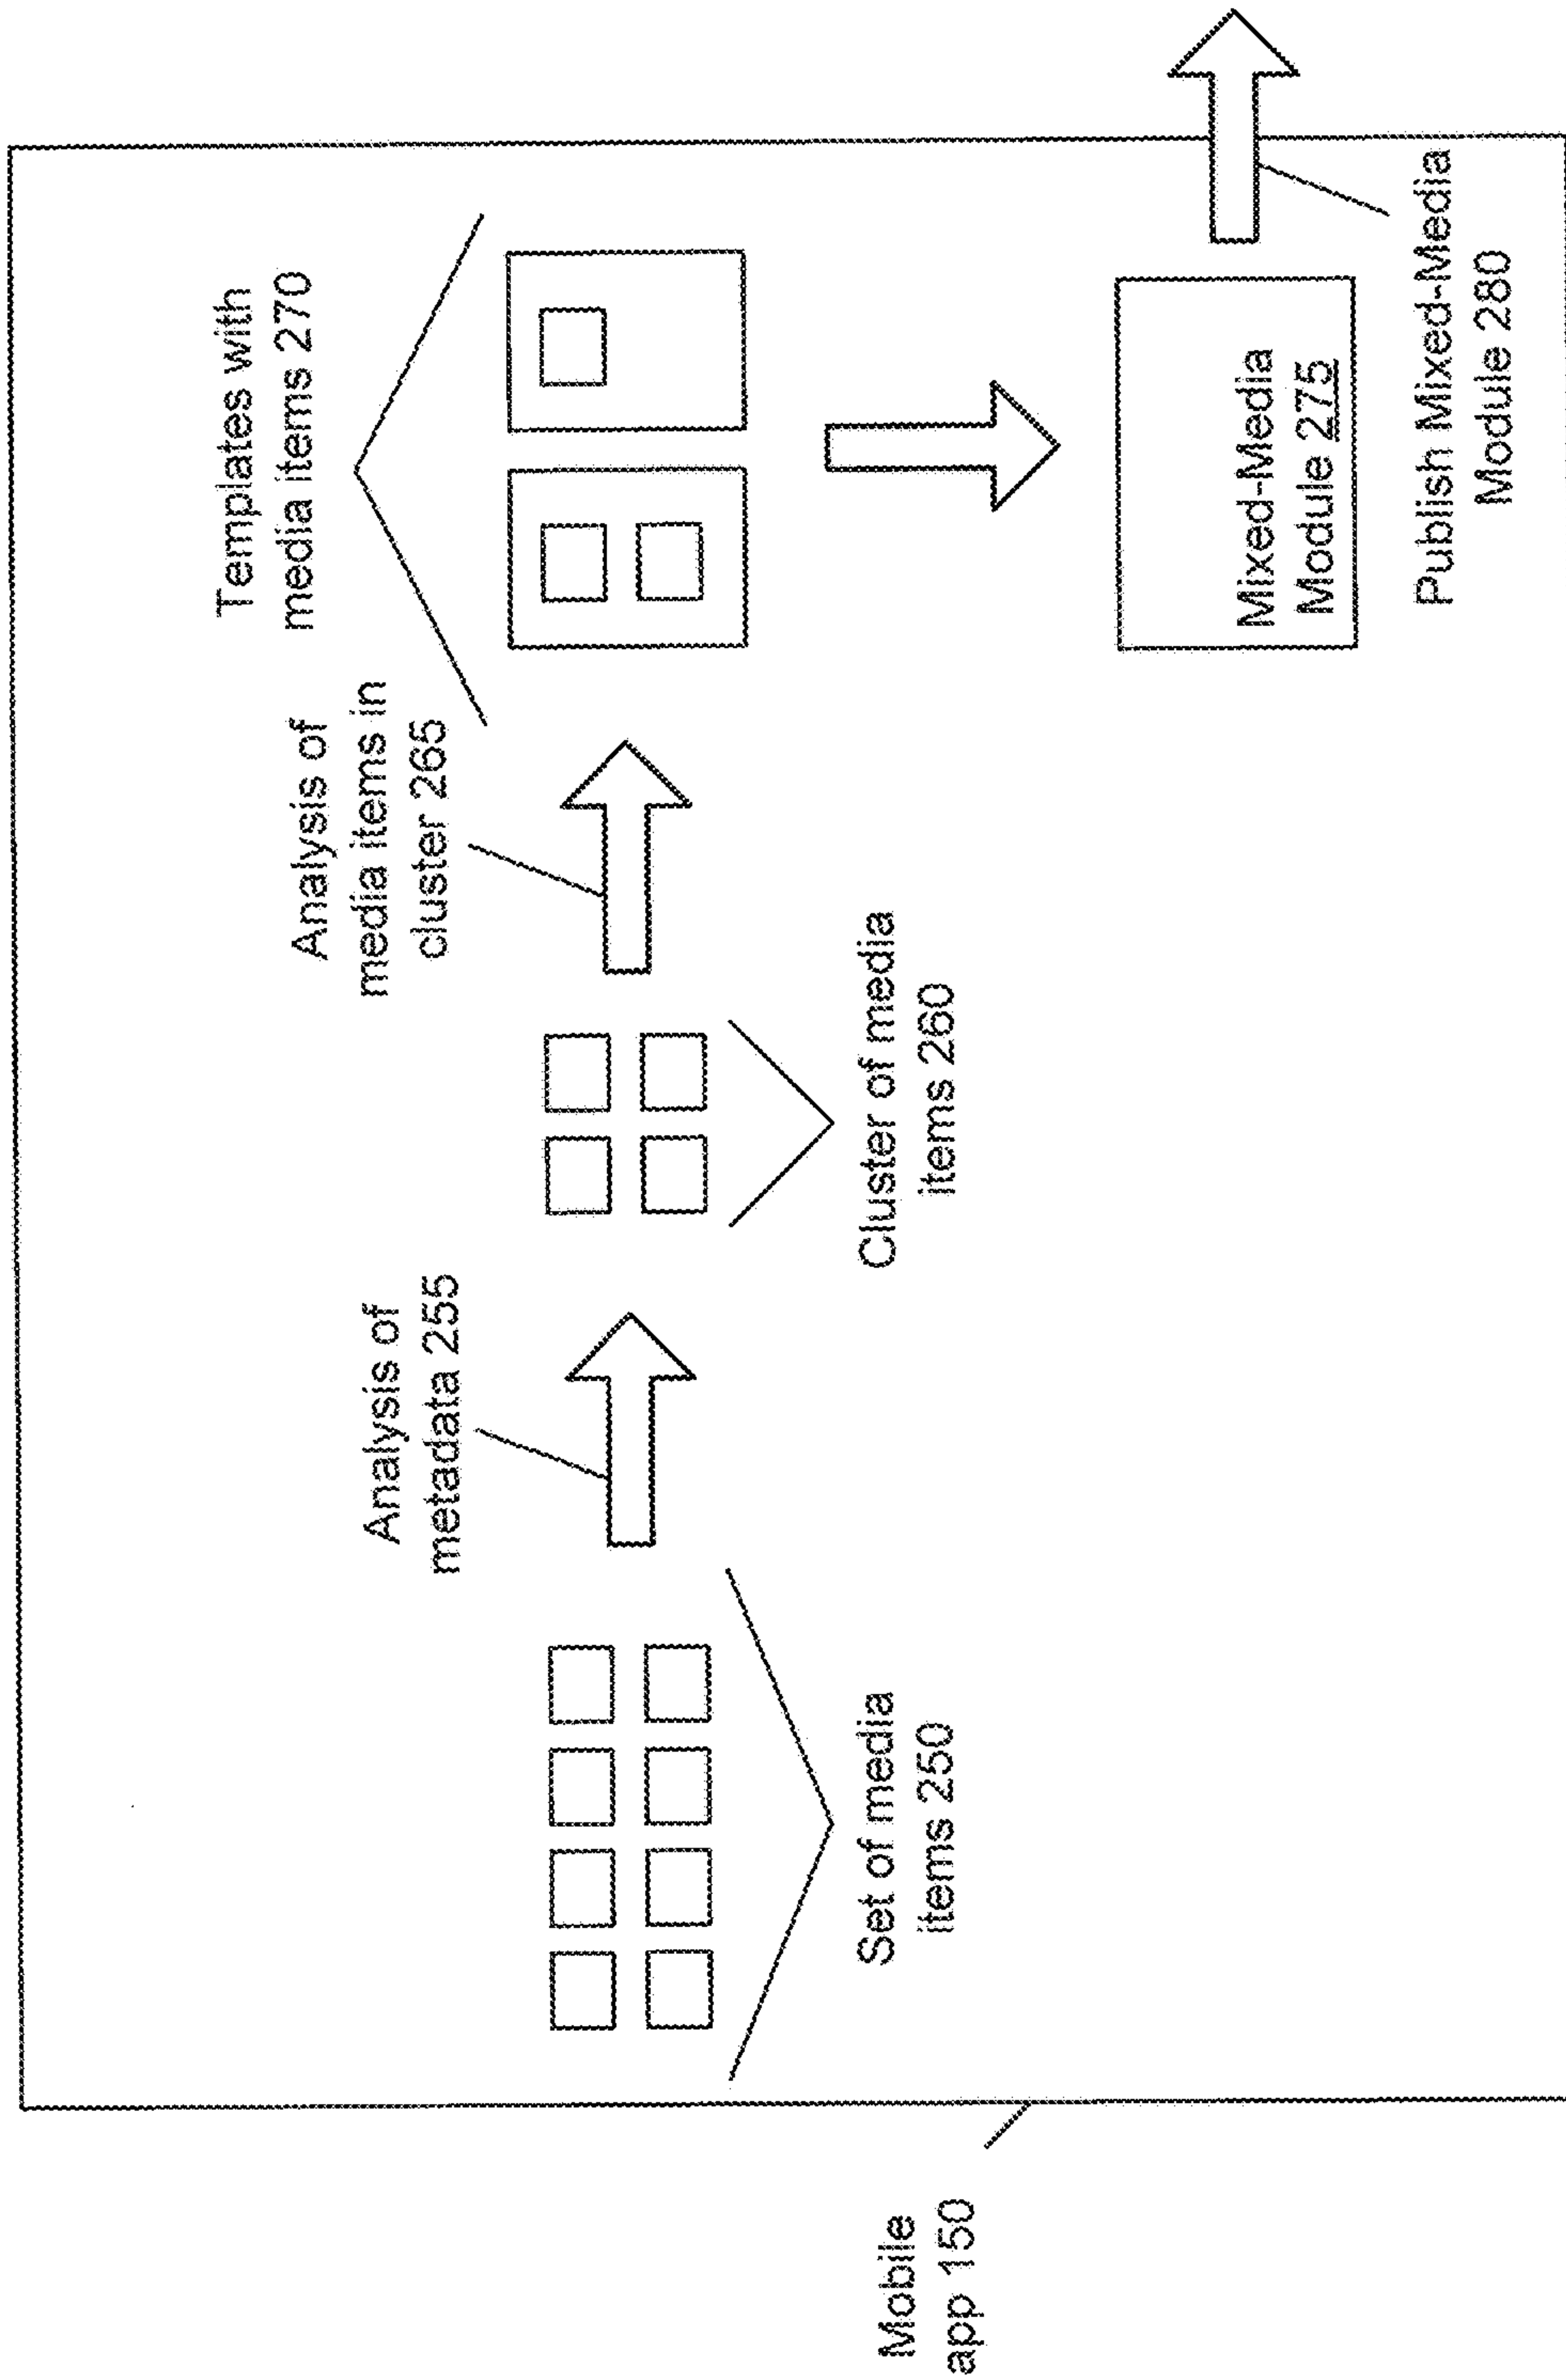 Mobile
app 150
Set of media
items 250
Analysis of
metadata 255
Cluster of media
items 260
Analysis of
media items in
cluster 265
Templates with
media items 270
Mixed-Media
Module 275
Publish Mixed-Media
Module 280